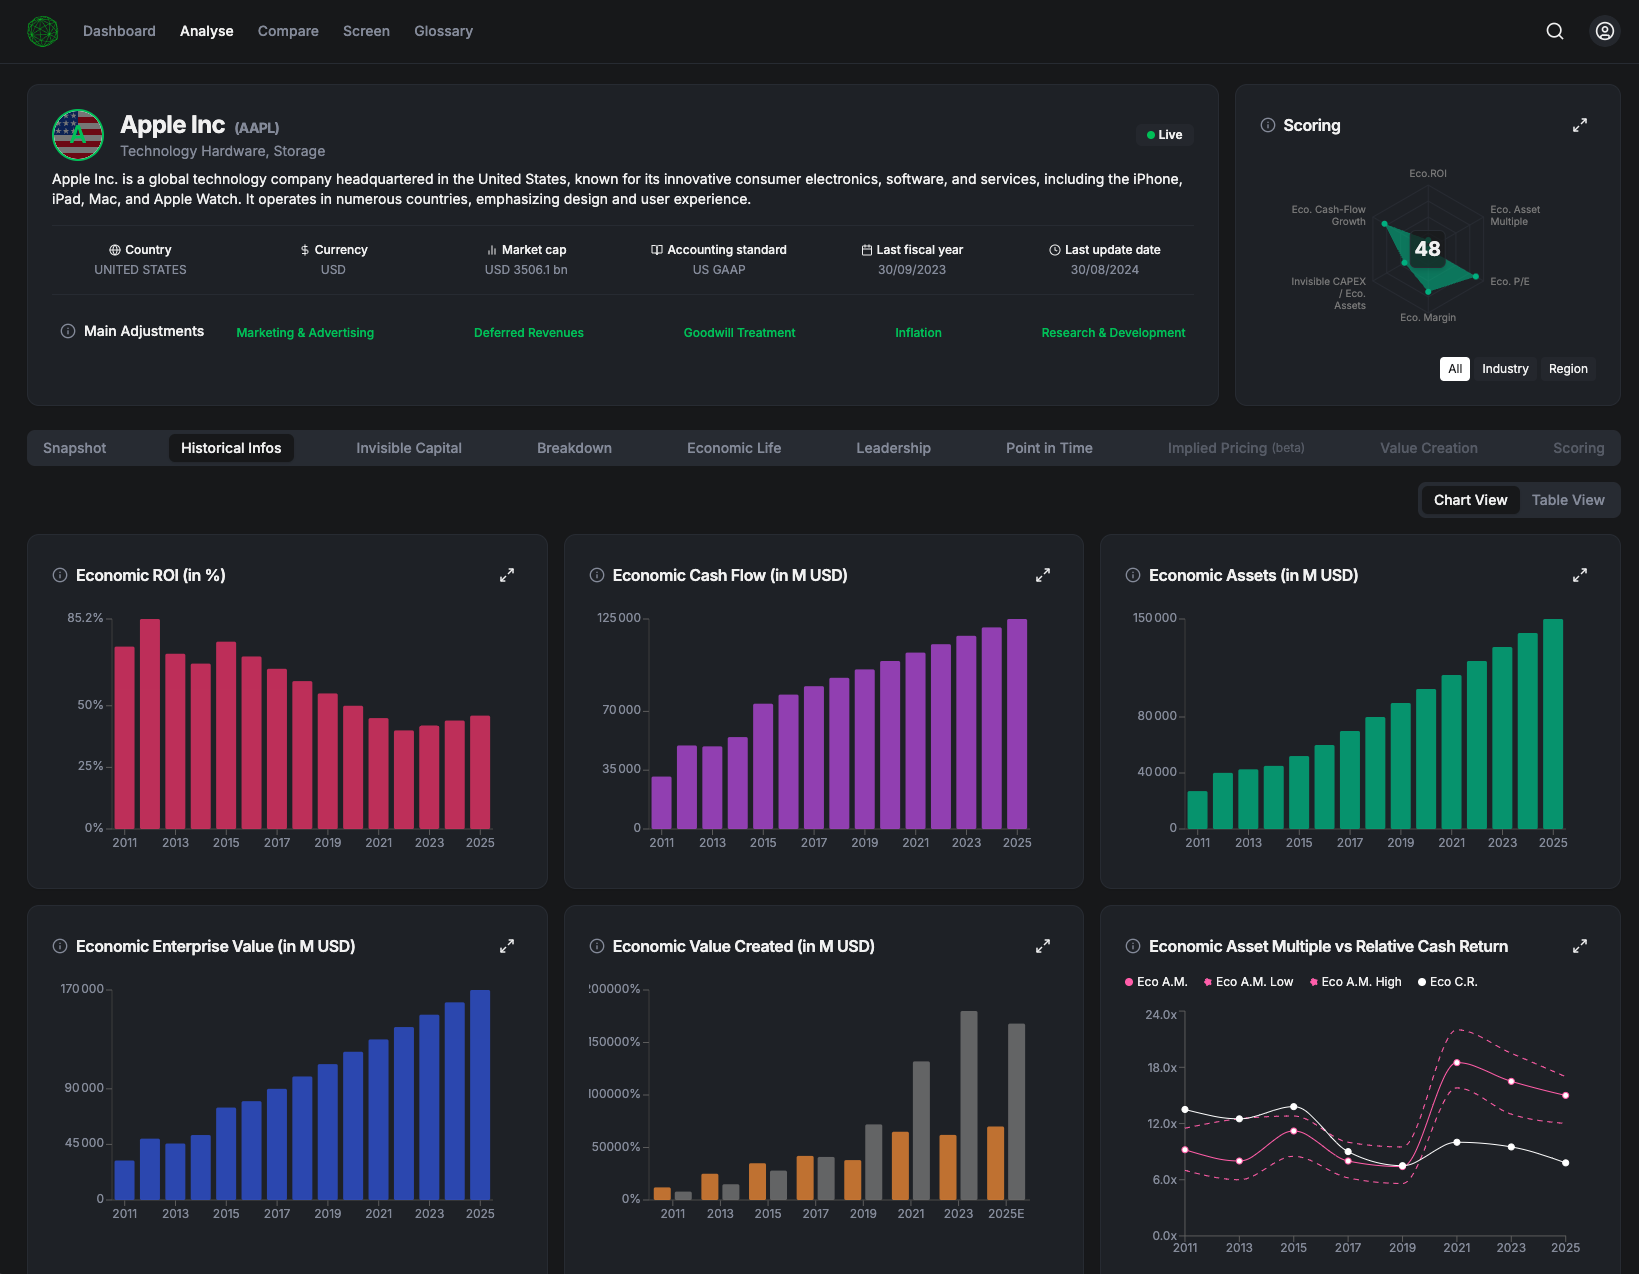 Dashboard Analyse Compare Screen Glossary
A
Apple Inc (AAPL)
Technology Hardware, Storage
Live
Apple Inc. is a global technology company headquartered in the United States, known for its innovative consumer electronics, software, and services, including the iPhone,
iPad, Mac, and Apple Watch. It operates in numerous countries, emphasizing design and user experience.
Country Currency Market cap Accounting standard Last fiscal year Last update date
UNITED STATES USD USD 3506.1 bn US GAAP 30/09/2023 30/08/2024
Main Adjustments Marketing & Advertising Deferred Revenues Goodwill Treatment Inflation Research & Development
Scoring
Eco.ROI
Eco. Asset
Multiple
Eco. P/E
Eco. Margin
Invisible CAPEX
/ Eco.
Assets
Eco. Cash-Flow
Growth
48
All Industry Region
Snapshot Historical Infos Invisible Capital Breakdown Economic Life Leadership Point in Time Implied Pricing (beta) Value Creation Scoring
Chart View Table View
Economic ROI (in %)
85.2%
50%
25%
0%
2011 2013 2015 2017 2019 2021 2023 2025
Economic Cash Flow (in M USD)
125 000
70 000
35 000
0
2011 2013 2015 2017 2019 2021 2023 2025
Economic Assets (in M USD)
150 000
80 000
40 000
0
2011 2013 2015 2017 2019 2021 2023 2025
Economic Enterprise Value (in M USD)
170 000
90 000
45 000
0
2011 2013 2015 2017 2019 2021 2023 2025
Economic Value Created (in M USD)
200000%
150000%
100000%
50000%
0%
2011 2013 2015 2017 2019 2021 2023 2025E
Economic Asset Multiple vs Relative Cash Return
Eco A.M. Eco A.M. Low Eco A.M. High Eco C.R.
24.0x
18.0x
12.0x
6.0x
0.0x
2011 2013 2015 2017 2019 2021 2023 2025